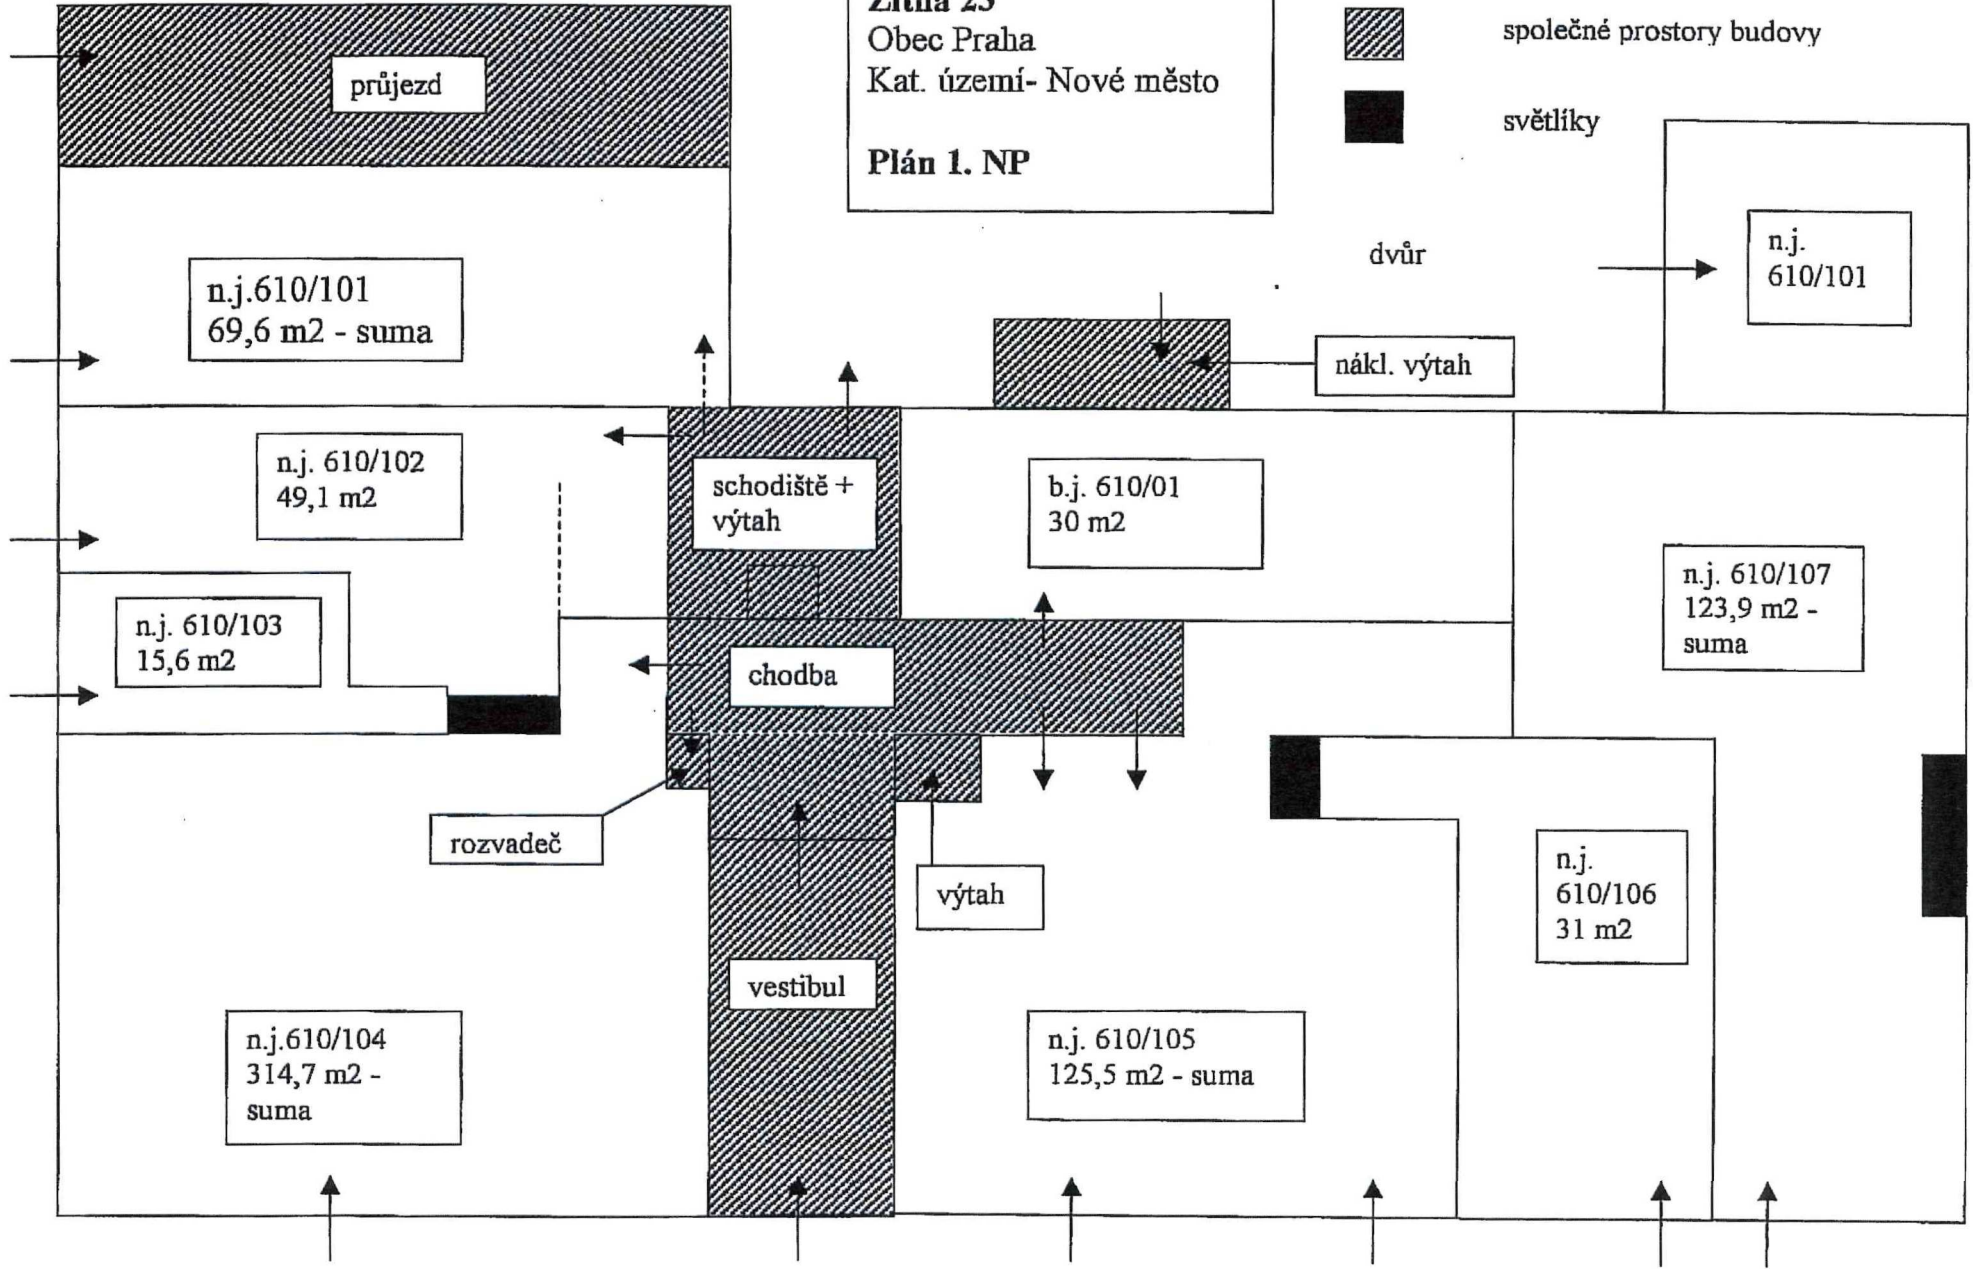 Žitná 23
Obec Praha
Kat. území- Nové město
Plán 1. NP
společné prostory budovy
světlíky
průjezd
n.j.610/101
69,6 m2 - suma
dvůr
n.j.
610/101
nákl. výtah
n.j. 610/102
49,1 m2
schodiště +
výtah
b.j. 610/01
30 m2
n.j. 610/107
123,9 m2 -
suma
n.j. 610/103
15,6 m2
chodba
rozvadeč
výtah
n.j.
610/106
31 m2
vestibul
n.j.610/104
314,7 m2 -
suma
n.j. 610/105
125,5 m2 - suma